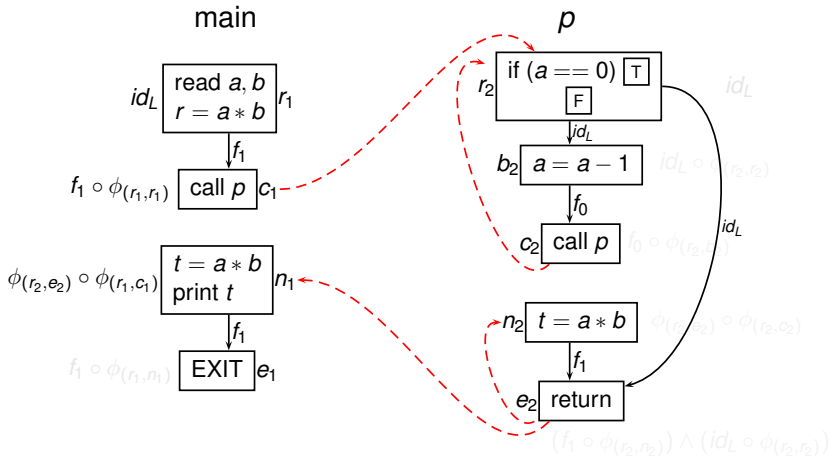 main
id_L
read a, b
r = a ∗ b
r_1
f_1
f_1 ∘ ϕ_(r_1,r_1)
call p
c_1
ϕ_(r_2,e_2) ∘ ϕ_(r_1,c_1)
t = a ∗ b
print t
n_1
f_1
f_1 ∘ ϕ_(r_1,n_1)
EXIT
e_1
p
r_2
if (a == 0) T
F
id_L
id_L
b_2
a = a − 1
id_L ∘ ϕ_(r_2,r_2)
f_0
c_2
call p
f_0 ∘ ϕ_(r_2,b_2)
id_L
n_2
t = a ∗ b
ϕ_(r_2,e_2) ∘ ϕ_(r_2,c_2)
f_1
e_2
return
(f_1 ∘ ϕ_(r_2,n_2)) ∧ (id_L ∘ ϕ_(r_2,r_2))